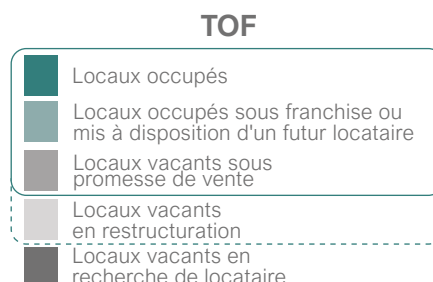 TOF
Locaux occupés
Locaux occupés sous franchise ou
mis à disposition d'un futur locataire
Locaux vacants sous
promesse de vente
Locaux vacants
en restructuration
Locaux vacants en
recherche de locataire